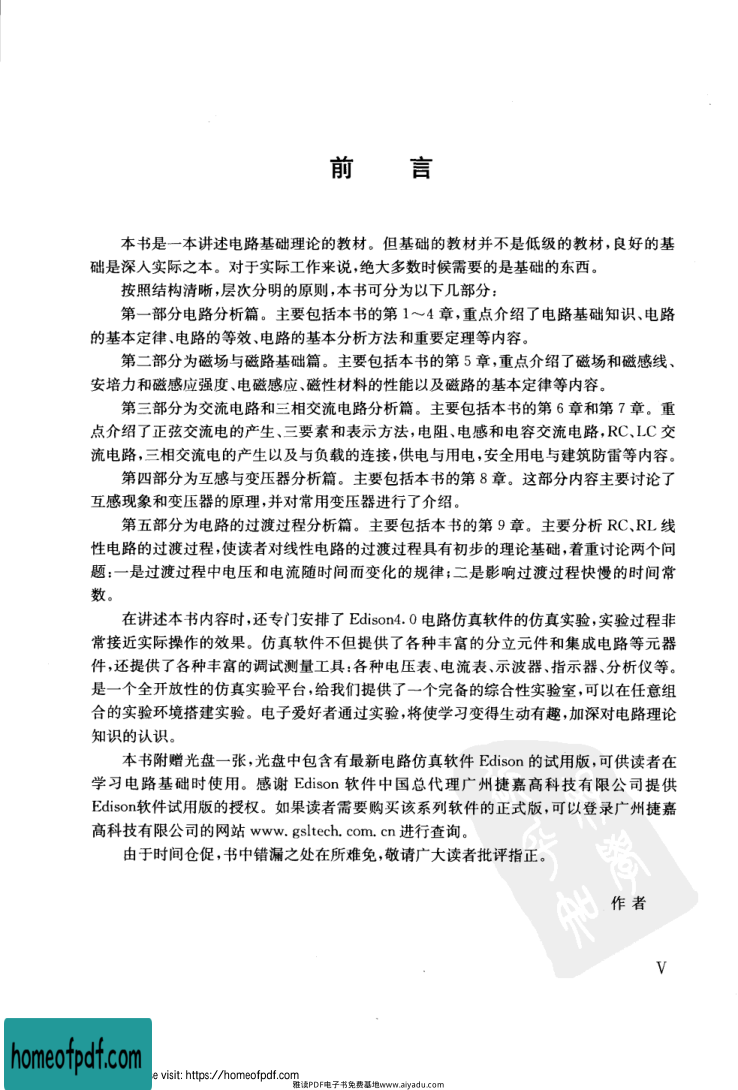 前 言
本书是一本讲述电路基础理论的教材。但基础的教材并不是低级的教材,良好的基
础是深入实际之本。对于实际工作来说,绝大多数时候需要的是基础的东西。
按照结构清晰,层次分明的原则,本书可分为以下几部分:
第一部分电路分析篇。主要包括本书的第1~4章,重点介绍了电路基础知识、电路
的基本定律、电路的等效、电路的基本分析方法和重要定理等内容。
第二部分为磁场与磁路基础篇。主要包括本书的第5章,重点介绍了磁场和磁感线、
安培力和磁感应强度、电磁感应、磁性材料的性能以及磁路的基本定律等内容。
第三部分为交流电路和三相交流电路分析篇。主要包括本书的第6章和第7章。重
点介绍了正弦交流电的产生、三要素和表示方法,电阻、电感和电容交流电路,RC、LC交
流电路,三相交流电的产生以及与负载的连接,供电与用电,安全用电与建筑防雷等内容。
第四部分为互感与变压器分析篇。主要包括本书的第8章。这部分内容主要讨论了
互感现象和变压器的原理,并对常用变压器进行了介绍。
第五部分为电路的过渡过程分析篇。主要包括本书的第9章。主要分析RC、RL线
性电路的过渡过程,使读者对线性电路的过渡过程具有初步的理论基础,着重讨论两个问
题:一是过渡过程中电压和电流随时间而变化的规律;二是影响过渡过程快慢的时间常
数。
在讲述本书内容时,还专门安排了Edison4.0电路仿真软件的仿真实验,实验过程非
常接近实际操作的效果。仿真软件不但提供了各种丰富的分立元件和集成电路等元器
件,还提供了各种丰富的调试测量工具:各种电压表、电流表、示波器、指示器、分析仪等。
是一个全开放性的仿真实验平台,给我们提供了一个完备的综合性实验室,可以在任意组
合的实验环境搭建实验。电子爱好者通过实验,将使学习变得生动有趣,加深对电路理论
知识的认识。
本书附赠光盘一张,光盘中包含有最新电路仿真软件Edison的试用版,可供读者在
学习电路基础时使用。感谢Edison软件中国总代理广州捷嘉高科技有限公司提供
Edison软件试用版的授权。如果读者需要购买该系列软件的正式版,可以登录广州捷嘉
高科技有限公司的网站www.gsltech.com.cn进行查询。
由于时间仓促,书中错漏之处在所难免,敬请广大读者批评指正。
作 者
V
homeofpdf.com
e visit: https://homeofpdf.com
雅读PDF电子书免费基地www.aiyadu.com